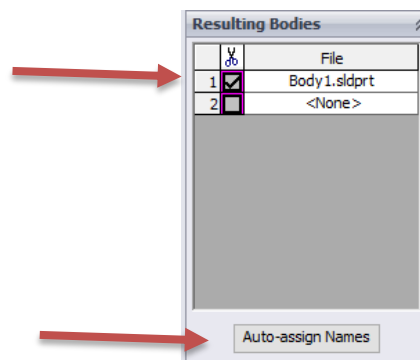 Resulting Bodies
File
1 Body1.sldprt
2 <None>
Auto-assign Names